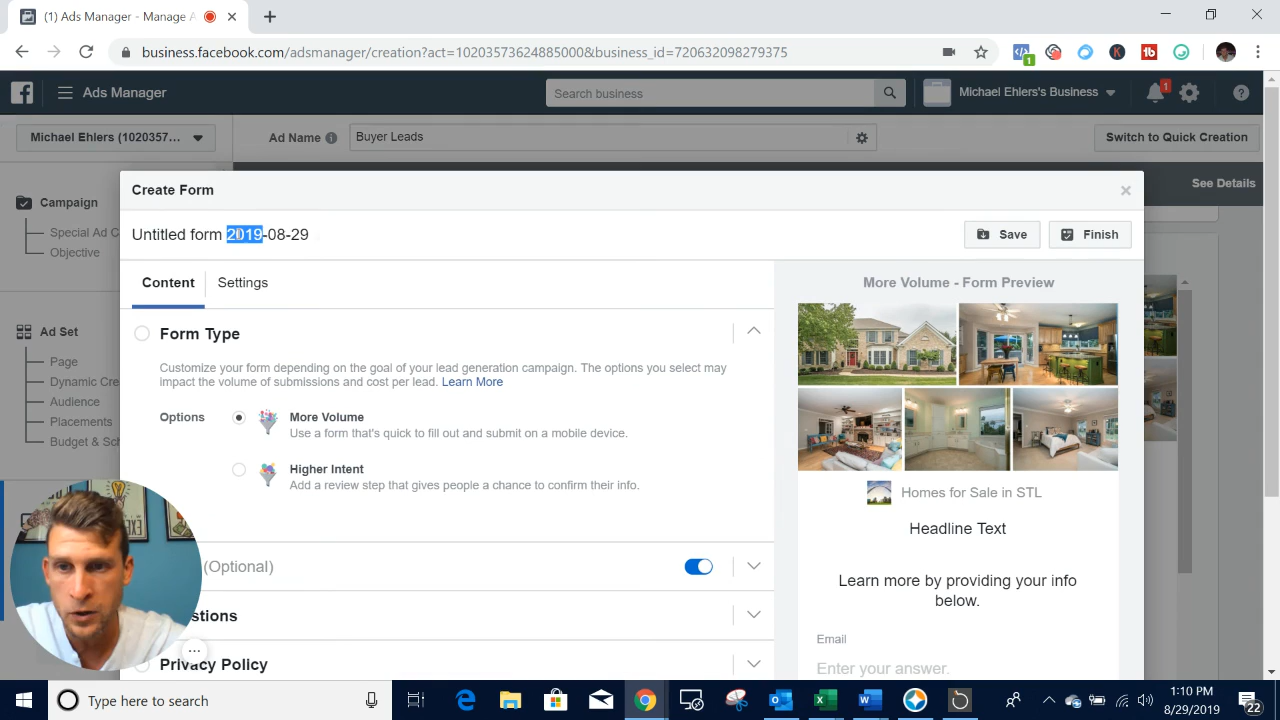 (1) Ads Manager - Manage A
business.facebook.com/adsmanager/creation?act=10203573624885000&business_id=720632098279375
1
Ads Manager
Search business
Michael Ehlers's Business
1
Michael Ehlers (1020357...
Ad Name
Buyer Leads
Switch to Quick Creation
Create Form
See Details
Campaign
Special Ad C
Objective
Untitled form 2019-08-29
Save
Finish
Content
Settings
More Volume - Form Preview
Form Type
Customize your form depending on the goal of your lead generation campaign. The options you select may
impact the volume of submissions and cost per lead. Learn More
Ad Set
Page
Dynamic Cre
Audience
Placements
Budget & Sch
Options
More Volume
Use a form that's quick to fill out and submit on a mobile device.
Higher Intent
Add a review step that gives people a chance to confirm their info.
Homes for Sale in STL
Headline Text
Learn more by providing your info
below.
Email
Enter your answer.
(Optional)
stions
Privacy Policy
Type here to search
1:10 PM
8/29/2019
22